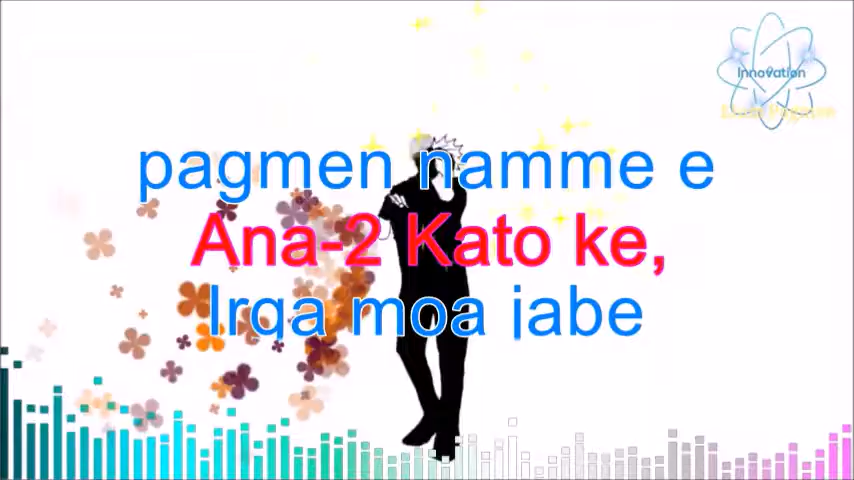 Innovation
pagmen namme e
Ana-2 Kato ke,
Irqa moa jabe